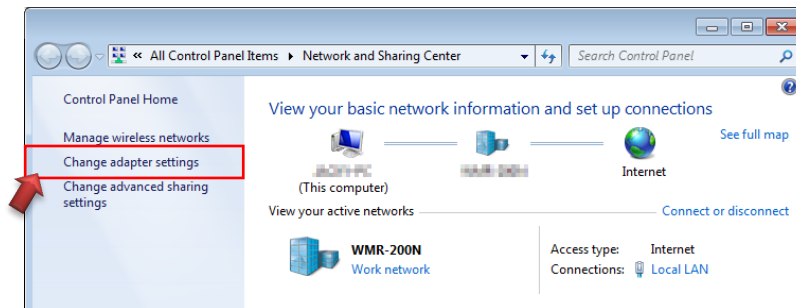 « All Control Panel Items ▸ Network and Sharing Center
Search Control Panel
Control Panel Home
Manage wireless networks
Change adapter settings
Change advanced sharing
settings
View your basic network information and set up connections
See full map
(This computer)
Internet
View your active networks
Connect or disconnect
WMR-200N
Work network
Access type: Internet
Connections: Local LAN